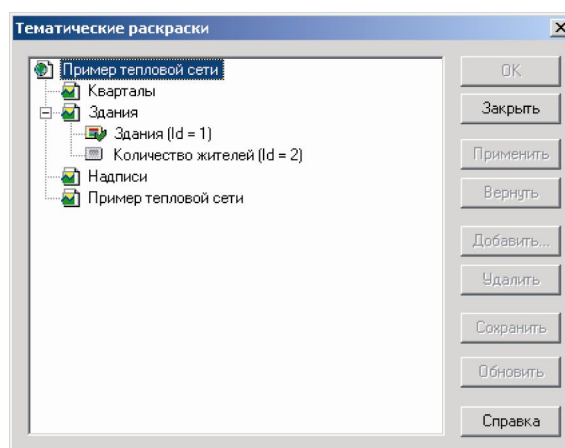 Тематические раскраски
Пример тепловой сети
Кварталы
Здания
Здания (Id = 1)
Количество жителей (Id = 2)
Надписи
Пример тепловой сети
OK
Закрыть
Применить
Вернуть
Добавить...
Удалить
Сохранить
Обновить
Справка